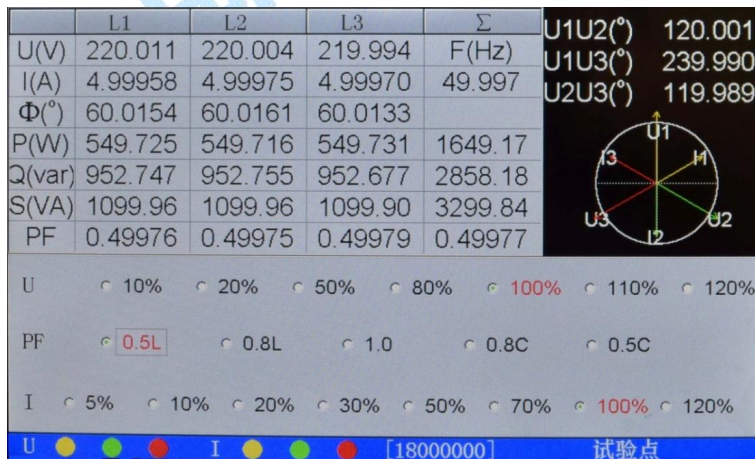 L1 L2 L3 Σ
U(V) 220.011 220.004 219.994 F(Hz)
I(A) 4.99958 4.99975 4.99970 49.997
Φ(°) 60.0154 60.0161 60.0133
P(W) 549.725 549.716 549.731 1649.17
Q(var) 952.747 952.755 952.677 2858.18
S(VA) 1099.96 1099.96 1099.90 3299.84
PF 0.49976 0.49975 0.49979 0.49977
U1U2(°) 120.001
U1U3(°) 239.990
U2U3(°) 119.989
U1
I3 I1
U3 U2
I2
U 10% 20% 50% 80% 100% 110% 120%
PF 0.5L 0.8L 1.0 0.8C 0.5C
I 5% 10% 20% 30% 50% 70% 100% 120%
U I [18000000] 试验点